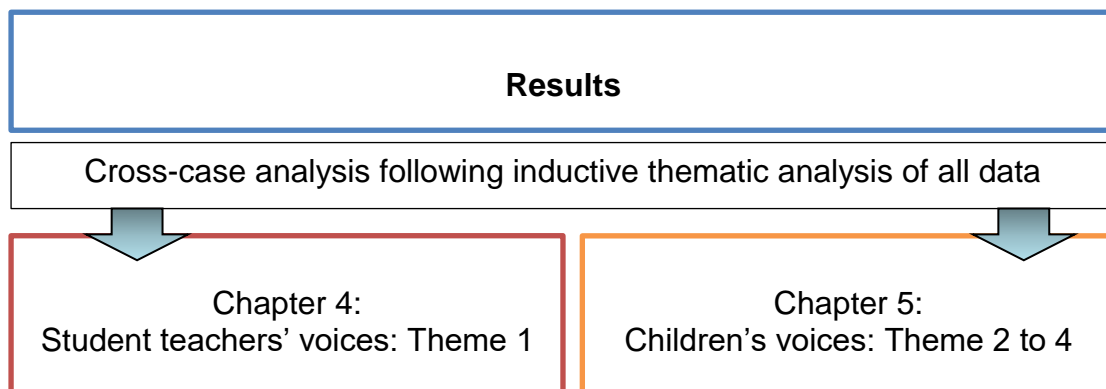 Results
Cross-case analysis following inductive thematic analysis of all data
Chapter 4:
Student teachers’ voices: Theme 1
Chapter 5:
Children’s voices: Theme 2 to 4